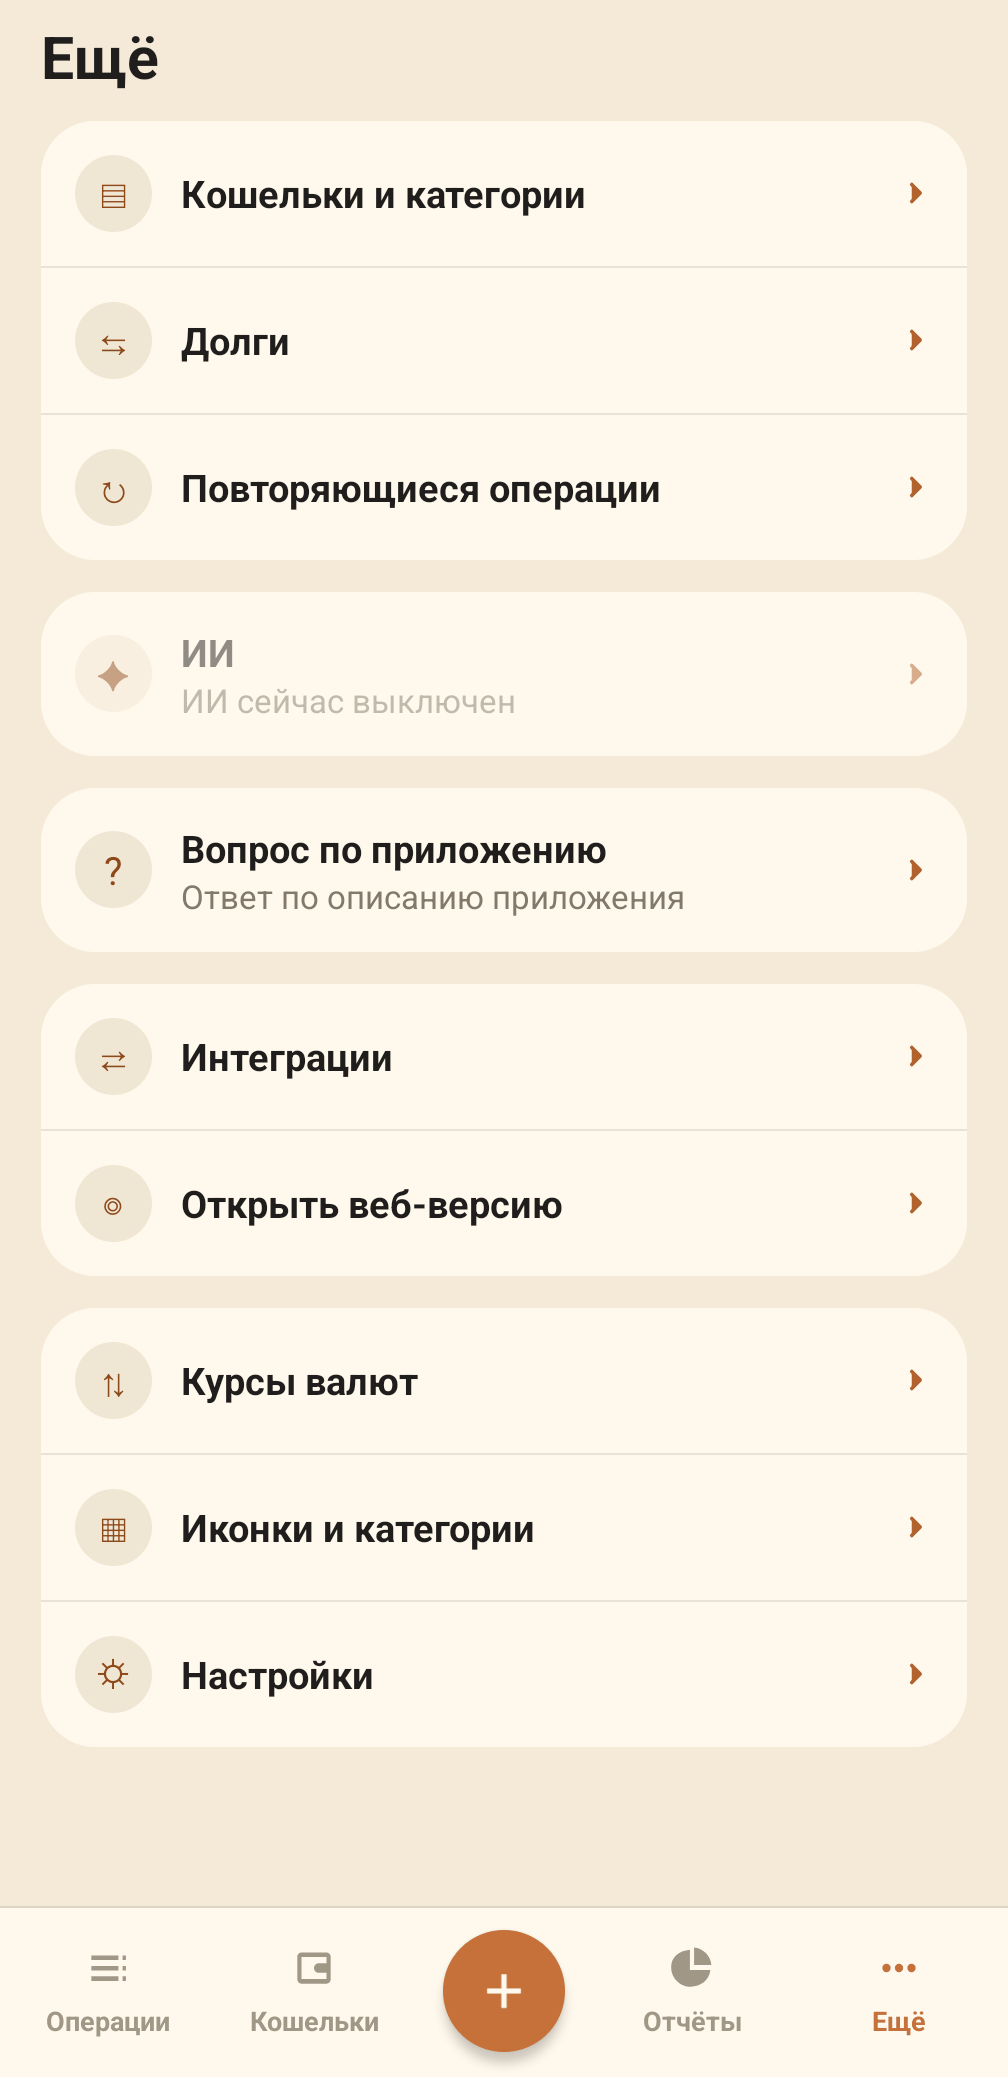 Ещё
Кошельки и категории
Долги
Повторяющиеся операции
ИИ
ИИ сейчас выключен
?
Вопрос по приложению
Ответ по описанию приложения
Интеграции
Открыть веб-версию
Курсы валют
Иконки и категории
Настройки
Операции
Кошельки
+
Отчёты
Ещё